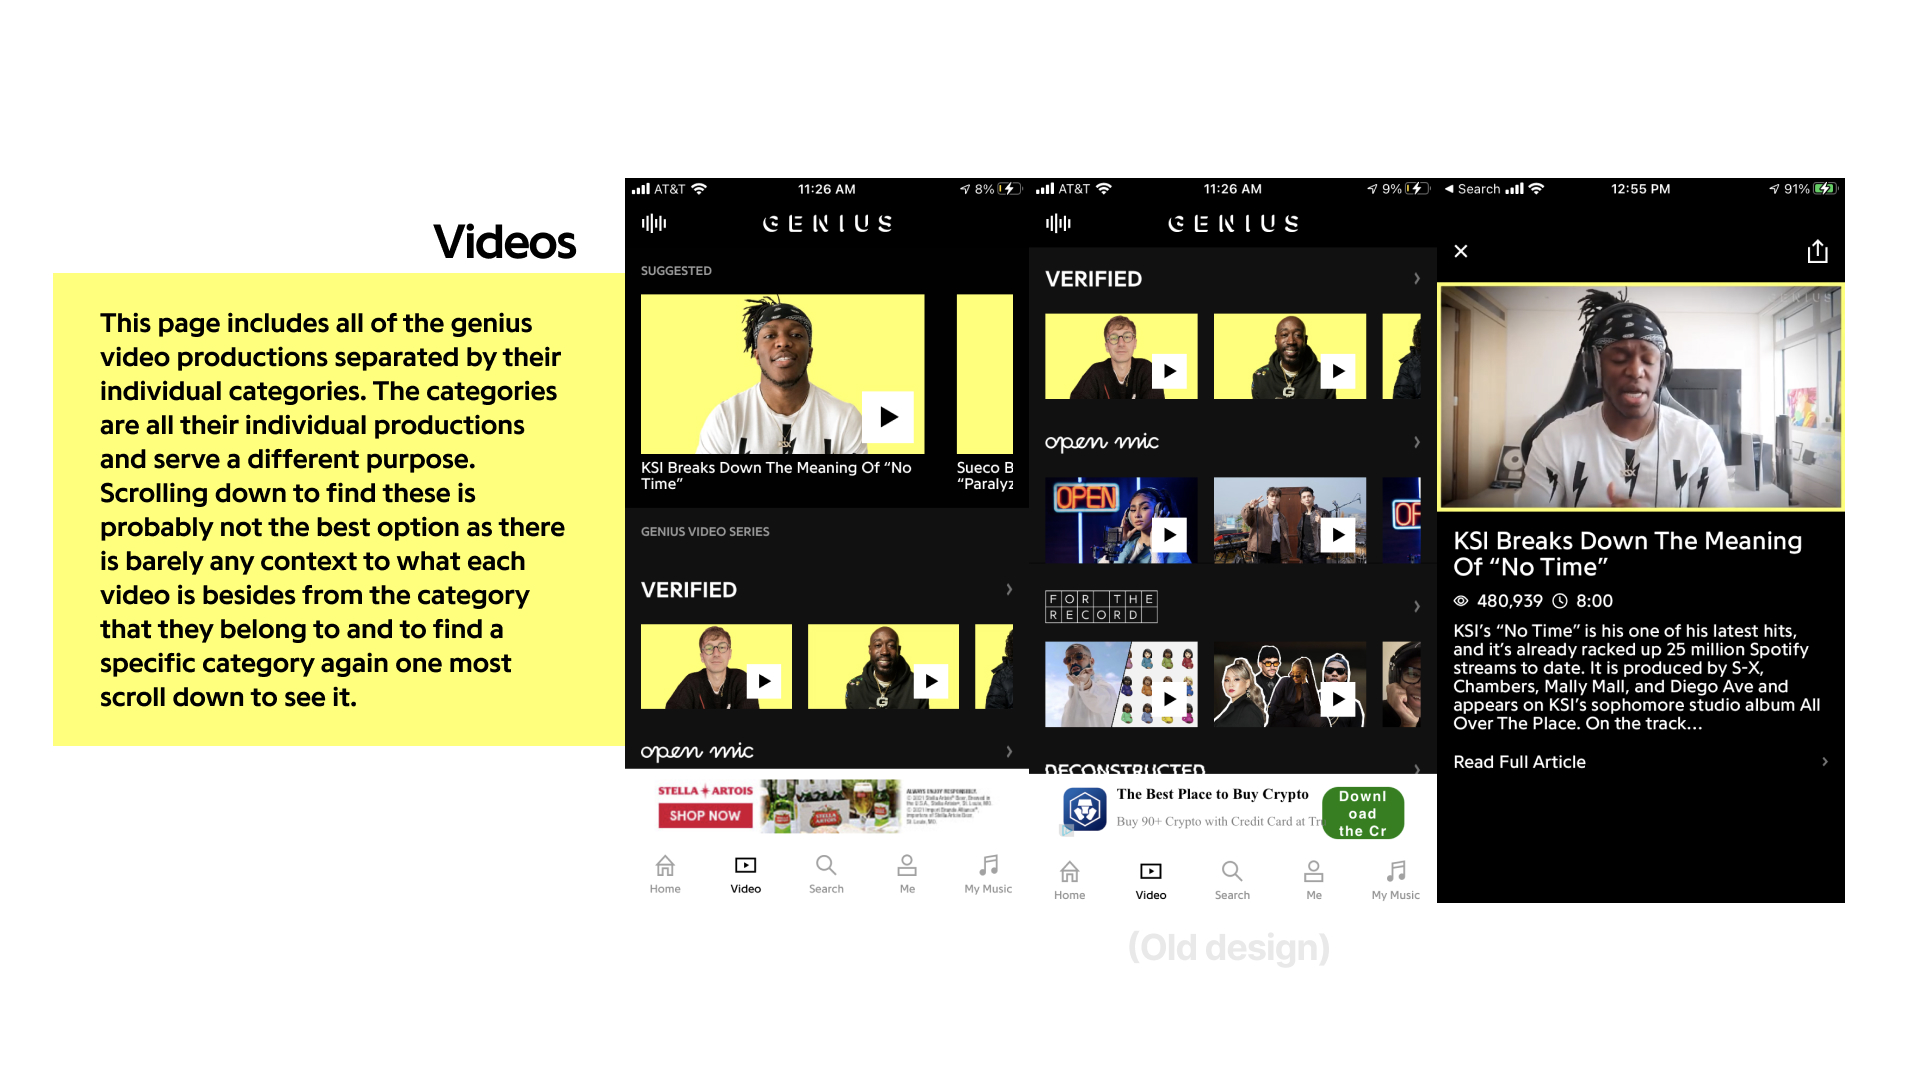 Videos
This page includes all of the genius
video productions separated by their
individual categories. The categories
are all their individual productions
and serve a different purpose.
Scrolling down to find these is
probably not the best option as there
is barely any context to what each
video is besides from the category
that they belong to and to find a
specific category again one most
scroll down to see it.
AT&T 11:26 AM 8%
GENIUS
SUGGESTED
KSI Breaks Down The Meaning Of “No
Time”
Sueco B
“Paralyz
GENIUS VIDEO SERIES
VERIFIED
open mic
STELLA ARTOIS
SHOP NOW
ALWAYS ENJOY RESPONSIBLY.
Home Video Search Me My Music
AT&T 11:26 AM 9%
GENIUS
VERIFIED
open mic
OPEN
OP
FOR THE
RECORD
DECONSTRUCTED
The Best Place to Buy Crypto
Buy 90+ Crypto with Credit Card at Tru
Downl
oad
the Cr
Home Video Search Me My Music
(Old design)
Search 12:55 PM 91%
GENIUS
KSI Breaks Down The Meaning
Of “No Time”
480,939 8:00
KSI’s “No Time” is his one of his latest hits,
and it’s already racked up 25 million Spotify
streams to date. It is produced by S-X,
Chambers, Mally Mall, and Diego Ave and
appears on KSI’s sophomore studio album All
Over The Place. On the track...
Read Full Article